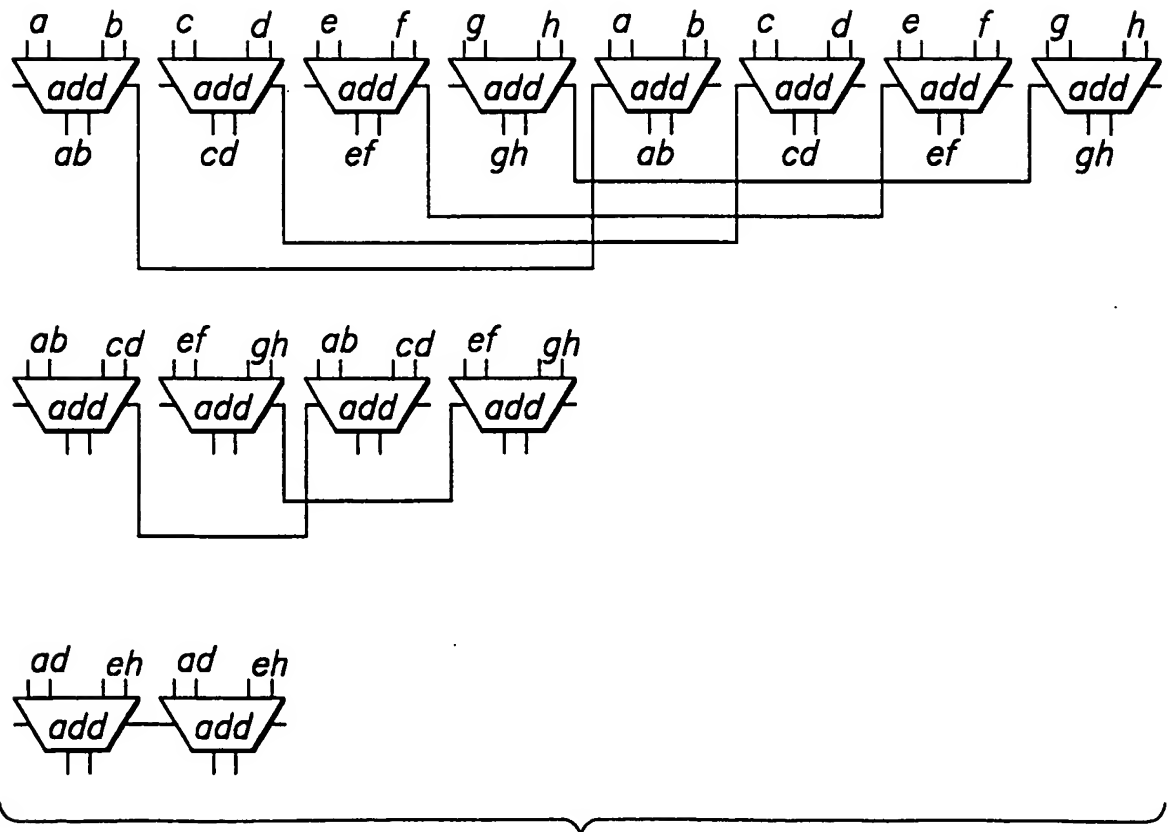 a b c d e f g h a b c d e f g h
add add add add add add add add
ab cd ef gh ab cd ef gh
ab cd ef gh ab cd ef gh
add add add add
ad eh ad eh
add add